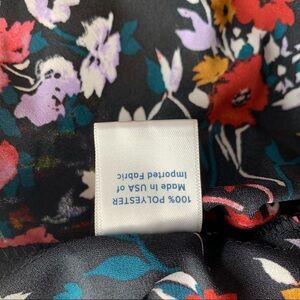 100% POLYESTER
Made in USA of
Imported Fabric